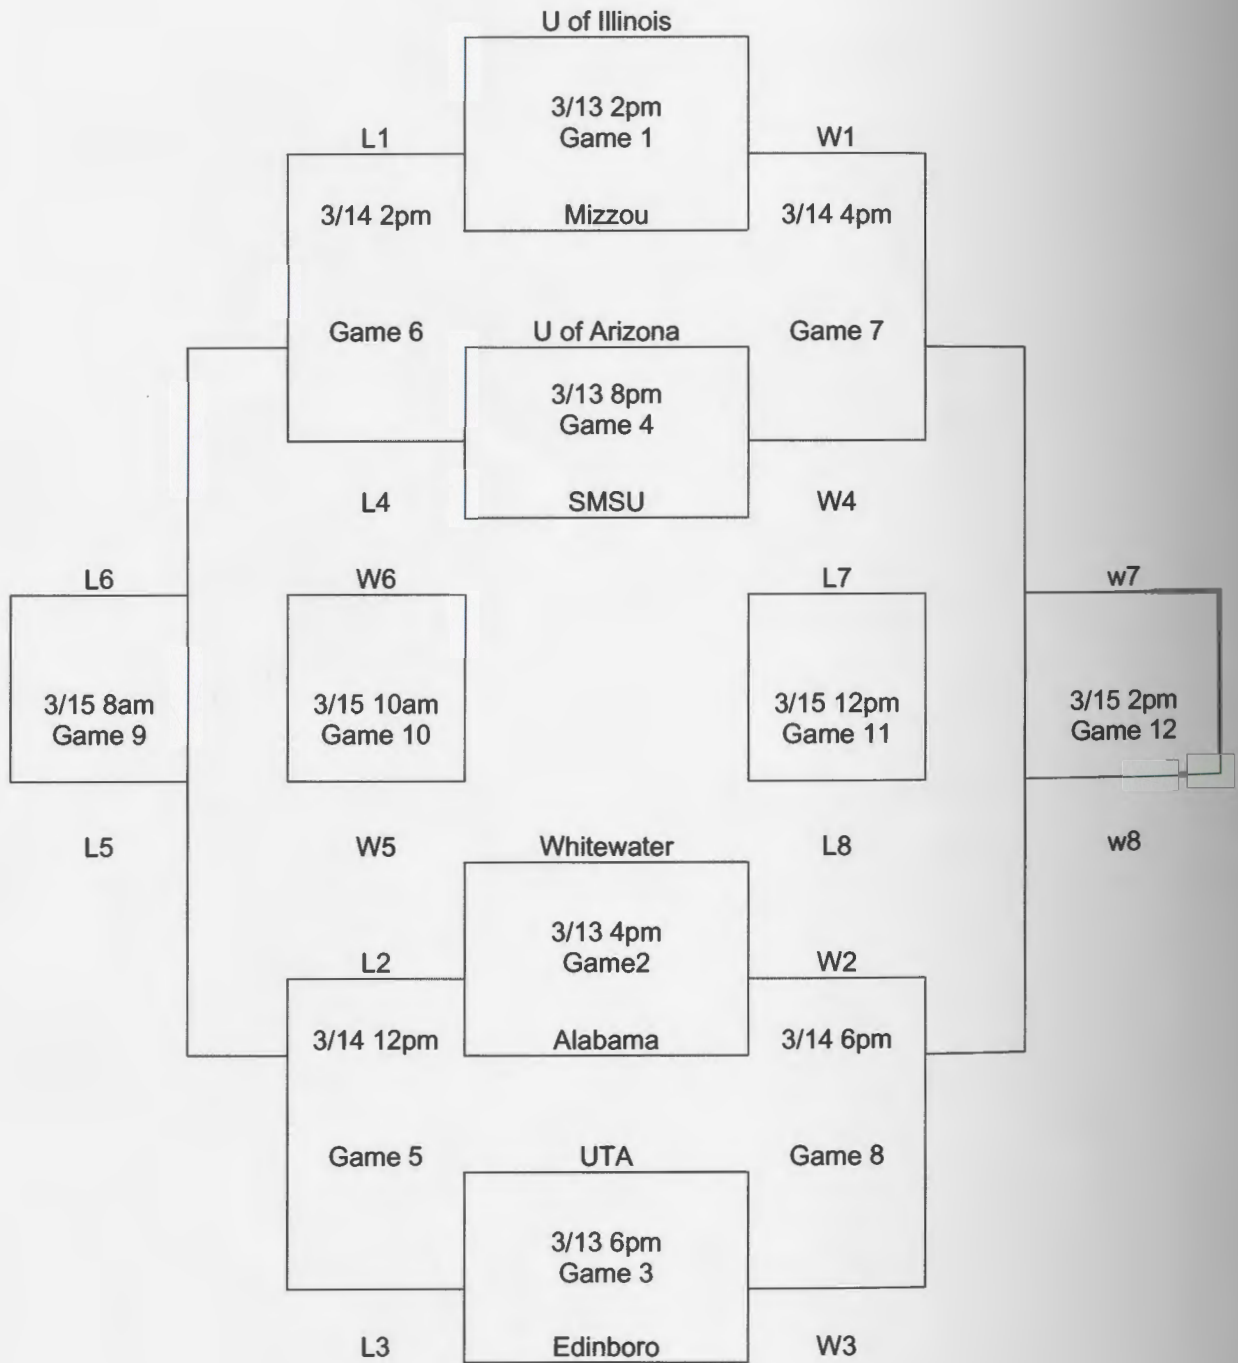 U of Illinois
3/13 2pm
Game 1
L1
W1
3/14 2pm
Mizzou
3/14 4pm
Game 6
U of Arizona
Game 7
3/13 8pm
Game 4
L4
SMSU
W4
L6
W6
L7
w7
3/15 8am
Game 9
3/15 10am
Game 10
3/15 12pm
Game 11
3/15 2pm
Game 12
L5
W5
Whitewater
L8
w8
3/13 4pm
Game2
L2
W2
3/14 12pm
Alabama
3/14 6pm
Game 5
UTA
Game 8
3/13 6pm
Game 3
L3
Edinboro
W3